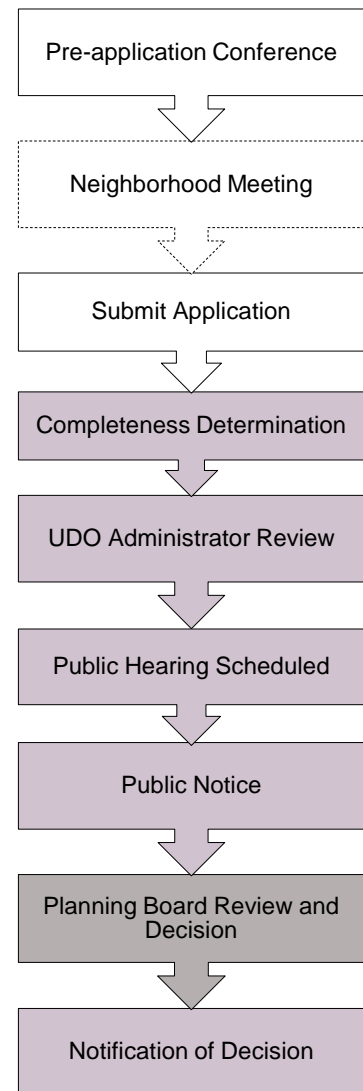 Pre-application Conference
Neighborhood Meeting
Submit Application
Completeness Determination
UDO Administrator Review
Public Hearing Scheduled
Public Notice
Planning Board Review and
Decision
Notification of Decision